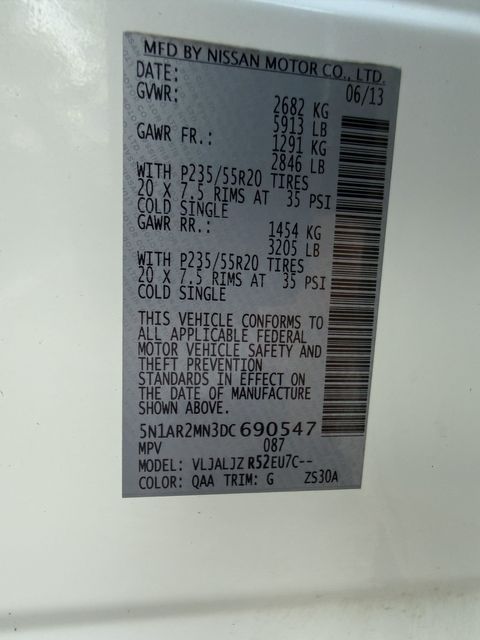 MFD BY NISSAN MOTOR CO., LTD.
DATE: 06/13
GVWR: 2682 KG
5913 LB
GAWR FR.: 1291 KG
2846 LB
WITH P235/55R20 TIRES
20 X 7.5 RIMS AT 35 PSI
COLD SINGLE
GAWR RR.: 1454 KG
3205 LB
WITH P235/55R20 TIRES
20 X 7.5 RIMS AT 35 PSI
COLD SINGLE
THIS VEHICLE CONFORMS TO
ALL APPLICABLE FEDERAL
MOTOR VEHICLE SAFETY AND
THEFT PREVENTION
STANDARDS IN EFFECT ON
THE DATE OF MANUFACTURE
SHOWN ABOVE.
5N1AR2MN3DC690547
MPV 087
MODEL: VLJALJZ R52EU7C--
COLOR: QAA TRIM: G ZS30A